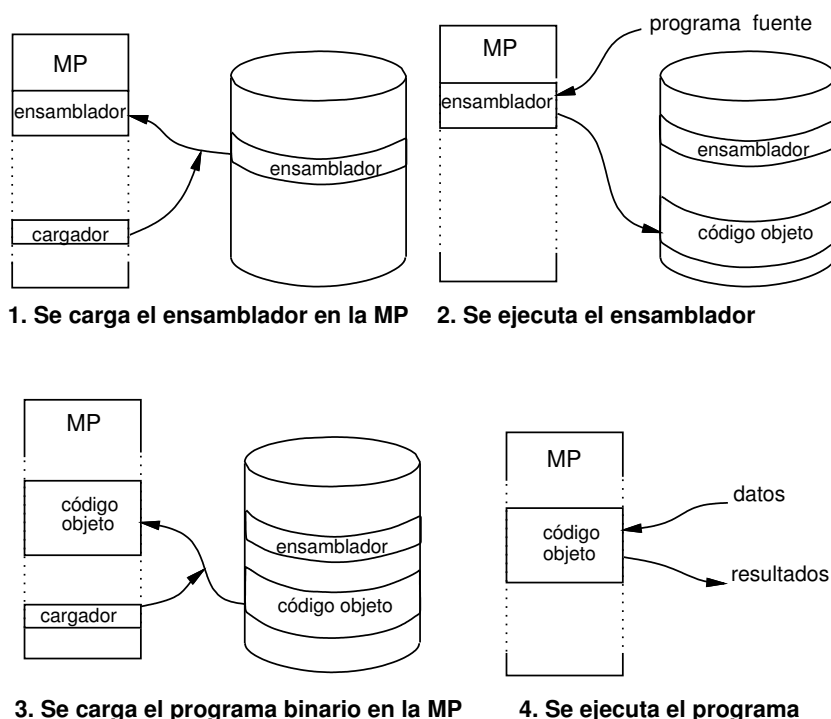 MP
ensamblador
ensamblador
cargador
1. Se carga el ensamblador en la MP
programa fuente
MP
ensamblador
ensamblador
código objeto
2. Se ejecuta el ensamblador
MP
código
objeto
ensamblador
código objeto
cargador
3. Se carga el programa binario en la MP
MP
datos
código
objeto
resultados
4. Se ejecuta el programa